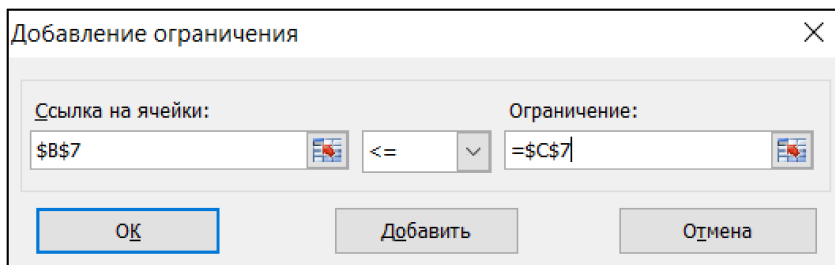 Добавление ограничения
Ссылка на ячейки: Ограничение:
$B$7 <= =$C$7
ОК Добавить Отмена